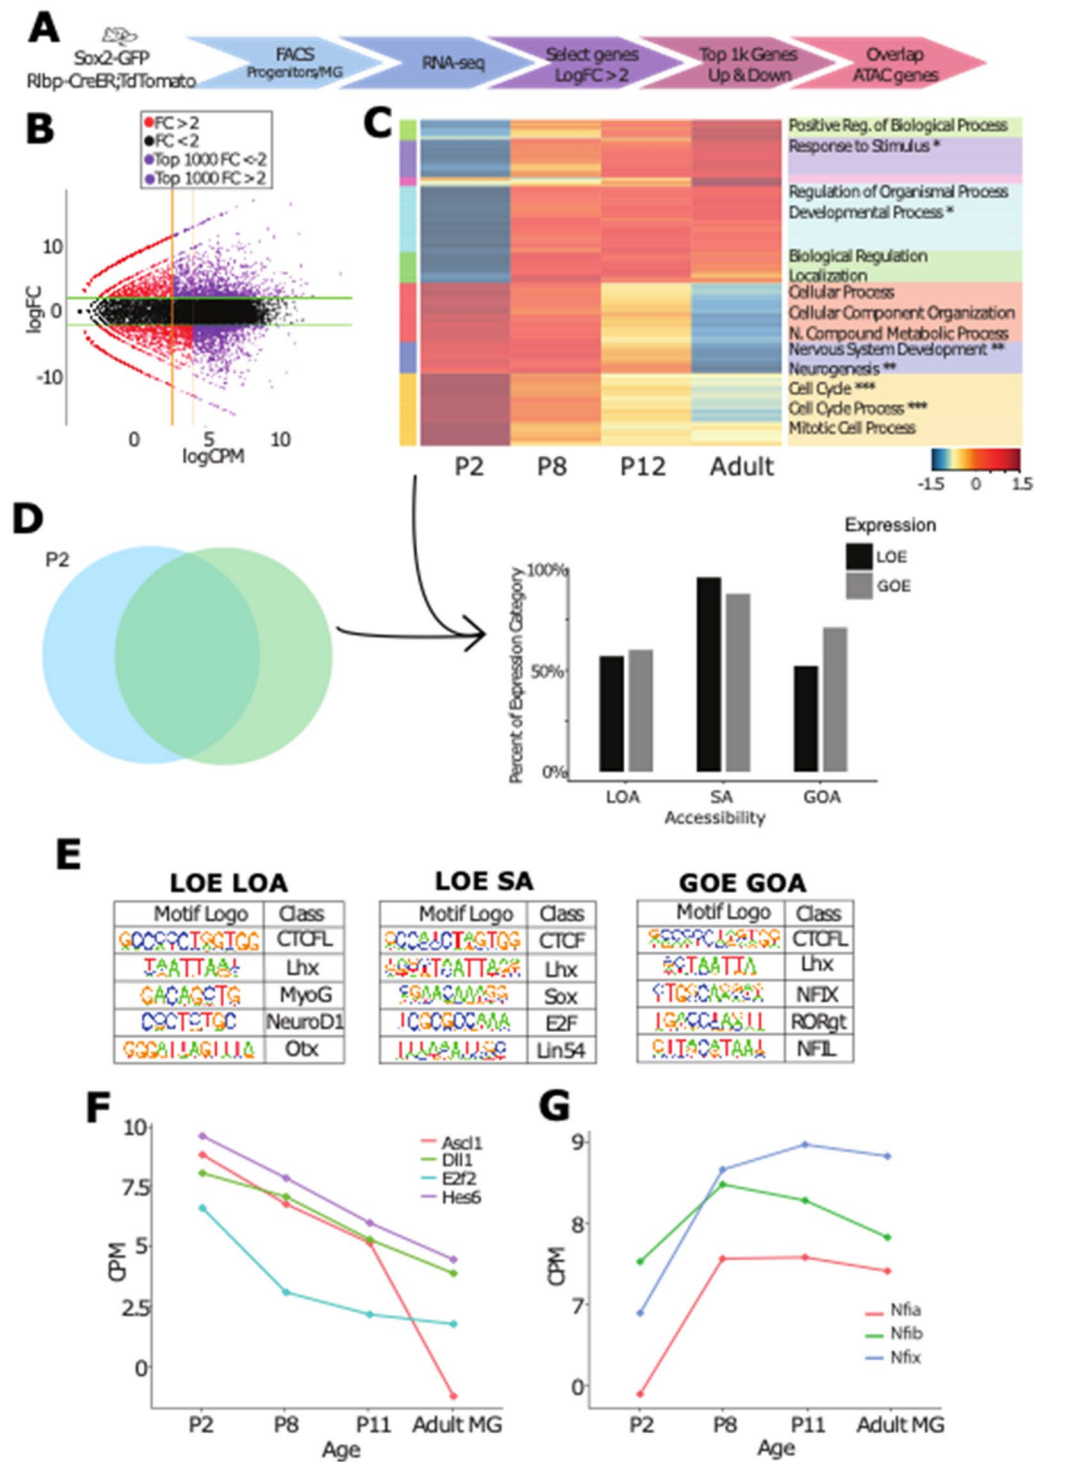 A
Sox2-GFP
Rlbp-CreER;TdTomato
FACS
Progenitors/MG
RNA-seq
Select genes
LogFC > 2
Top 1k Genes
Up & Down
Overlap
ATAC genes
B
FC > 2
FC < 2
Top 1000 FC <-2
Top 1000 FC > 2
logFC
10
0
-10
0 5 10
logCPM
C
Positive Reg. of Biological Process
Response to Stimulus *
Regulation of Organismal Process
Developmental Process *
Biological Regulation
Localization
Cellular Process
Cellular Component Organization
N. Compound Metabolic Process
Nervous System Development **
Neurogenesis **
Cell Cycle ***
Cell Cycle Process ***
Mitotic Cell Process
P2 P8 P12 Adult
-1.5 0 1.5
D
P2
Expression
LOE
GOE
Percent of Expression Category
100%
50%
0%
LOA SA GOA
Accessibility
E
LOE LOA
Motif Logo Class
CTCFL
Lhx
MyoG
NeuroD1
Otx
LOE SA
Motif Logo Class
CTCF
Lhx
Sox
E2F
Lin54
GOE GOA
Motif Logo Class
CTCFL
Lhx
NFIX
RORgt
NFIL
F
CPM
10
7.5
5
2.5
0
Ascl1
Dll1
E2f2
Hes6
P2 P8 P11 Adult MG
Age
G
CPM
9
8
7
0
Nfia
Nfib
Nfix
P2 P8 P11 Adult MG
Age